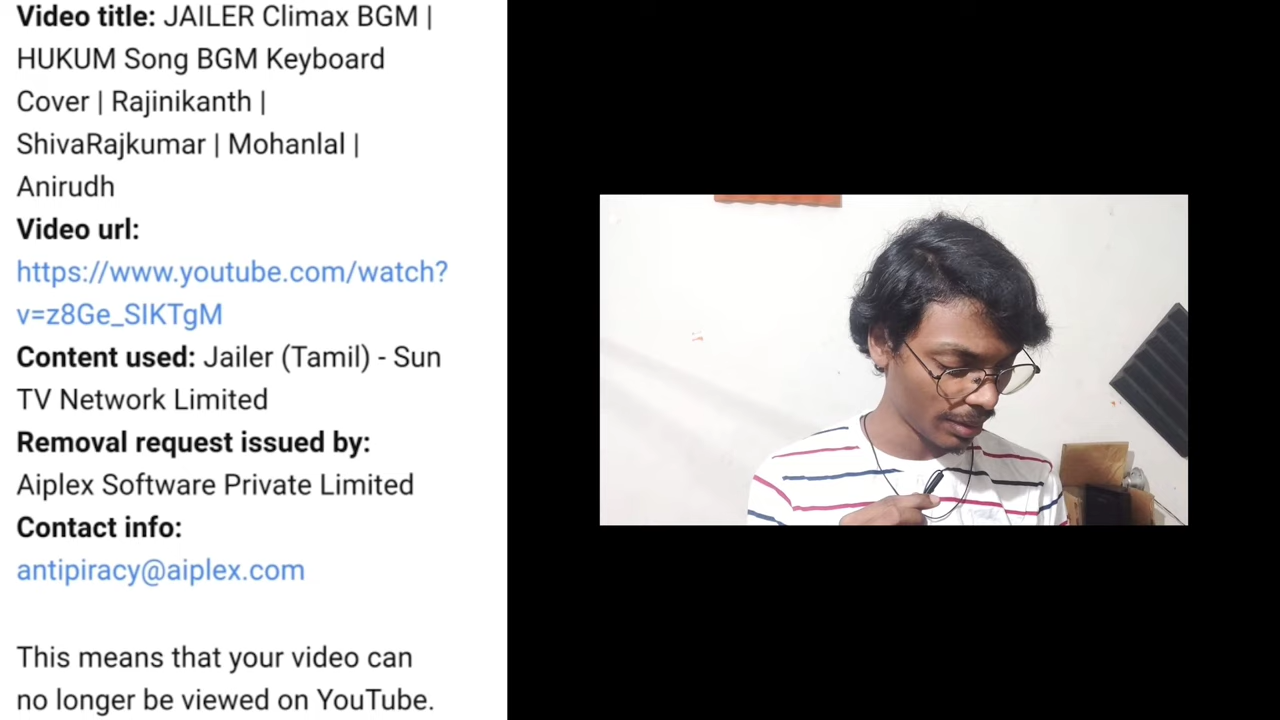 Video title: JAILER Climax BGM |
HUKUM Song BGM Keyboard
Cover | Rajinikanth |
ShivaRajkumar | Mohanlal |
Anirudh
Video url:
https://www.youtube.com/watch?
v=z8Ge_SIKTgM
Content used: Jailer (Tamil) - Sun
TV Network Limited
Removal request issued by:
Aiplex Software Private Limited
Contact info:
antipiracy@aiplex.com
This means that your video can
no longer be viewed on YouTube.